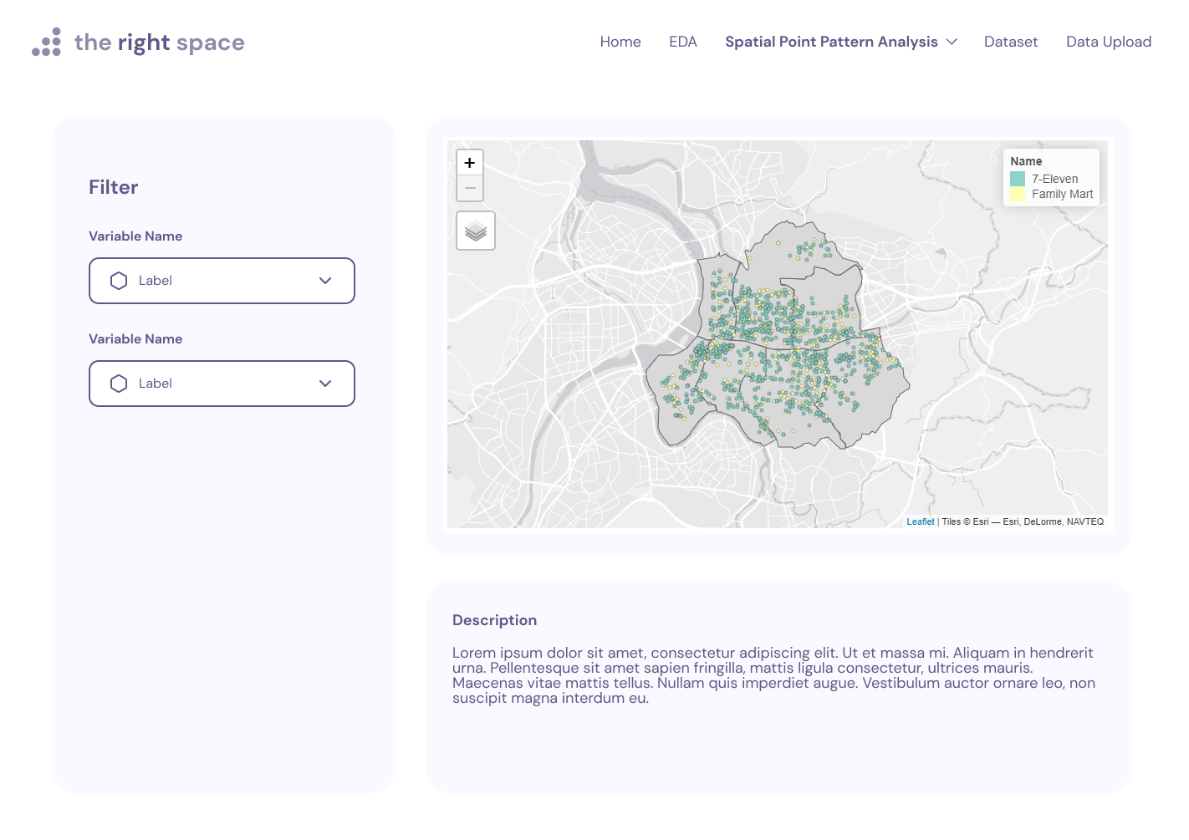 the right space
Home EDA Spatial Point Pattern Analysis Dataset Data Upload
Filter
Variable Name
Label
Variable Name
Label
+
−
Name
7-Eleven
Family Mart
Leaflet | Tiles © Esri — Esri, DeLorme, NAVTEQ
Description
Lorem ipsum dolor sit amet, consectetur adipiscing elit. Ut et massa mi. Aliquam in hendrerit
urna. Pellentesque sit amet sapien fringilla, mattis ligula consectetur, ultrices mauris.
Maecenas vitae mattis tellus. Nullam quis imperdiet augue. Vestibulum auctor ornare leo, non
suscipit magna interdum eu.